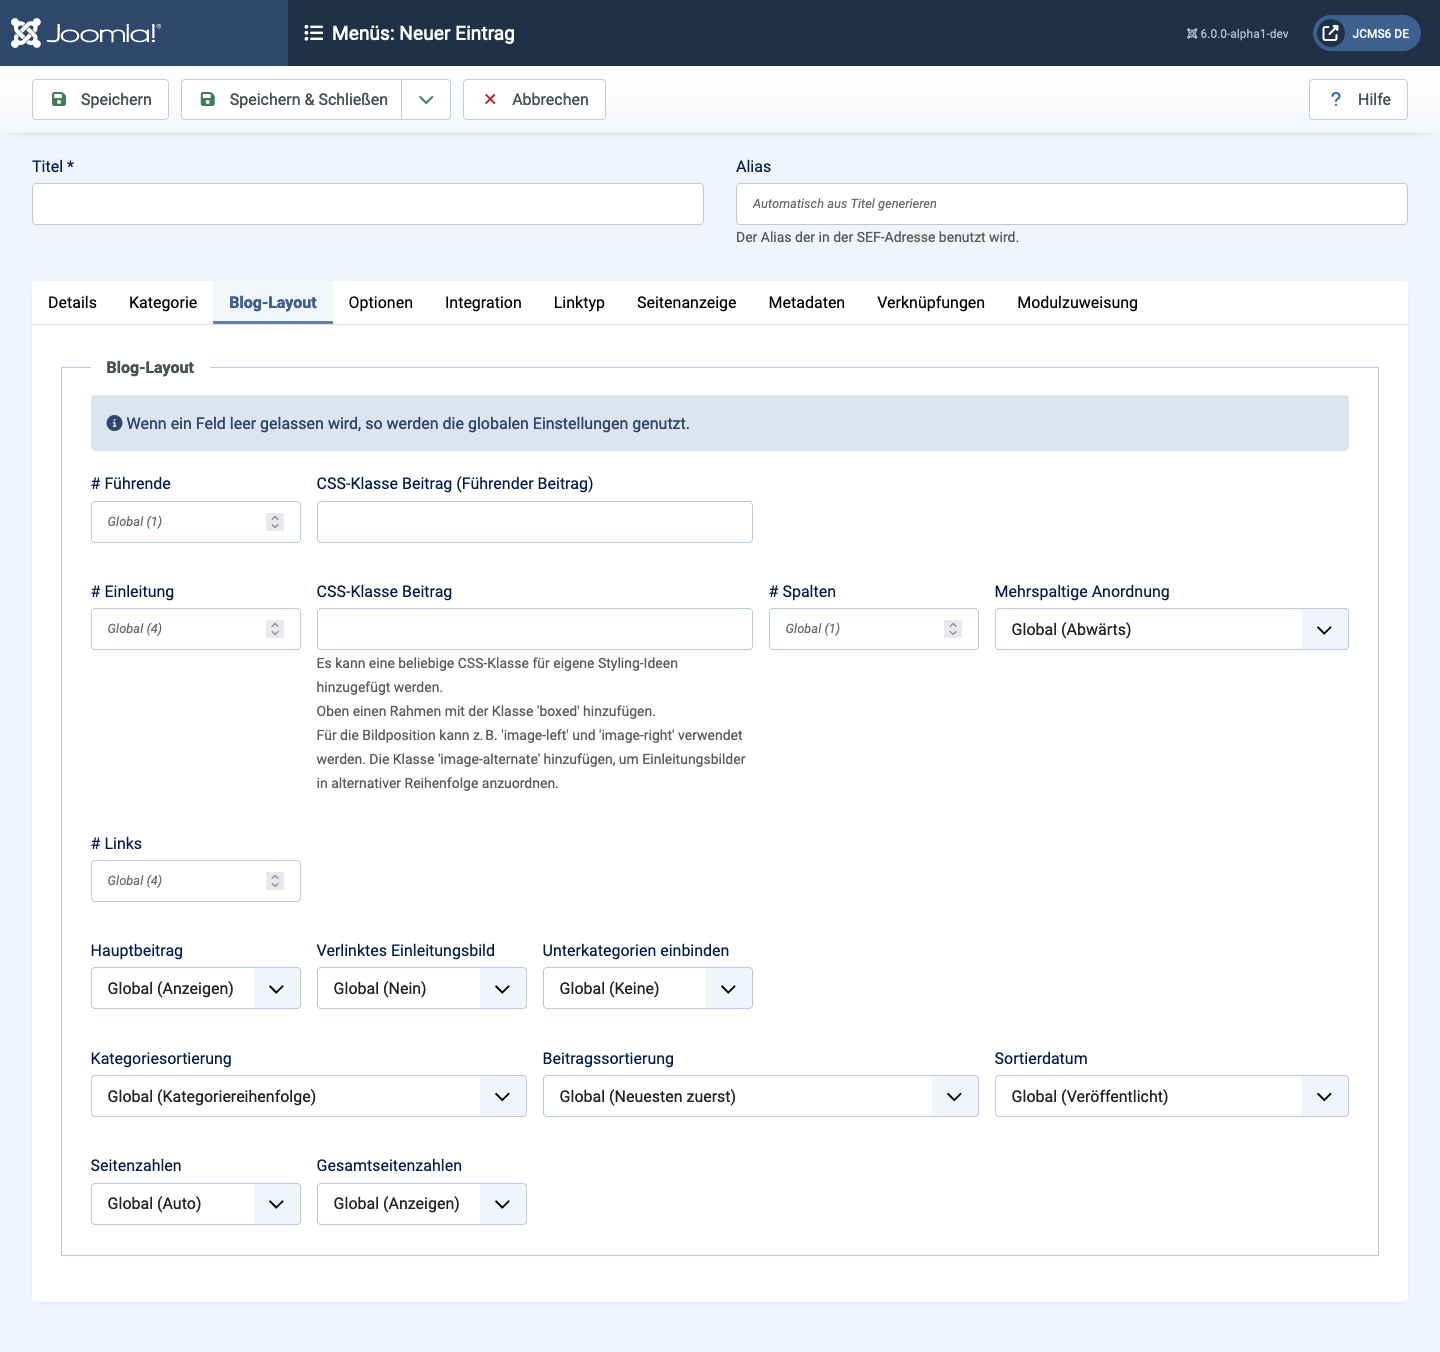 Joomla!®
Menüs: Neuer Eintrag
6.0.0-alpha1-dev
JCMS6 DE
Speichern
Speichern & Schließen
Abbrechen
? Hilfe
Titel *
Alias
Automatisch aus Titel generieren
Der Alias der in der SEF-Adresse benutzt wird.
Details
Kategorie
Blog-Layout
Optionen
Integration
Linktyp
Seitenanzeige
Metadaten
Verknüpfungen
Modulzuweisung
Blog-Layout
Wenn ein Feld leer gelassen wird, so werden die globalen Einstellungen genutzt.
# Führende
CSS-Klasse Beitrag (Führender Beitrag)
Global (1)
# Einleitung
CSS-Klasse Beitrag
# Spalten
Mehrspaltige Anordnung
Global (4)
Global (1)
Global (Abwärts)
Es kann eine beliebige CSS-Klasse für eigene Styling-Ideen
hinzugefügt werden.
Oben einen Rahmen mit der Klasse 'boxed' hinzufügen.
Für die Bildposition kann z. B. 'image-left' und 'image-right' verwendet
werden. Die Klasse 'image-alternate' hinzufügen, um Einleitungsbilder
in alternativer Reihenfolge anzuordnen.
# Links
Global (4)
Hauptbeitrag
Verlinktes Einleitungsbild
Unterkategorien einbinden
Global (Anzeigen)
Global (Nein)
Global (Keine)
Kategoriesortierung
Beitragssortierung
Sortierdatum
Global (Kategoriereihenfolge)
Global (Neuesten zuerst)
Global (Veröffentlicht)
Seitenzahlen
Gesamtseitenzahlen
Global (Auto)
Global (Anzeigen)